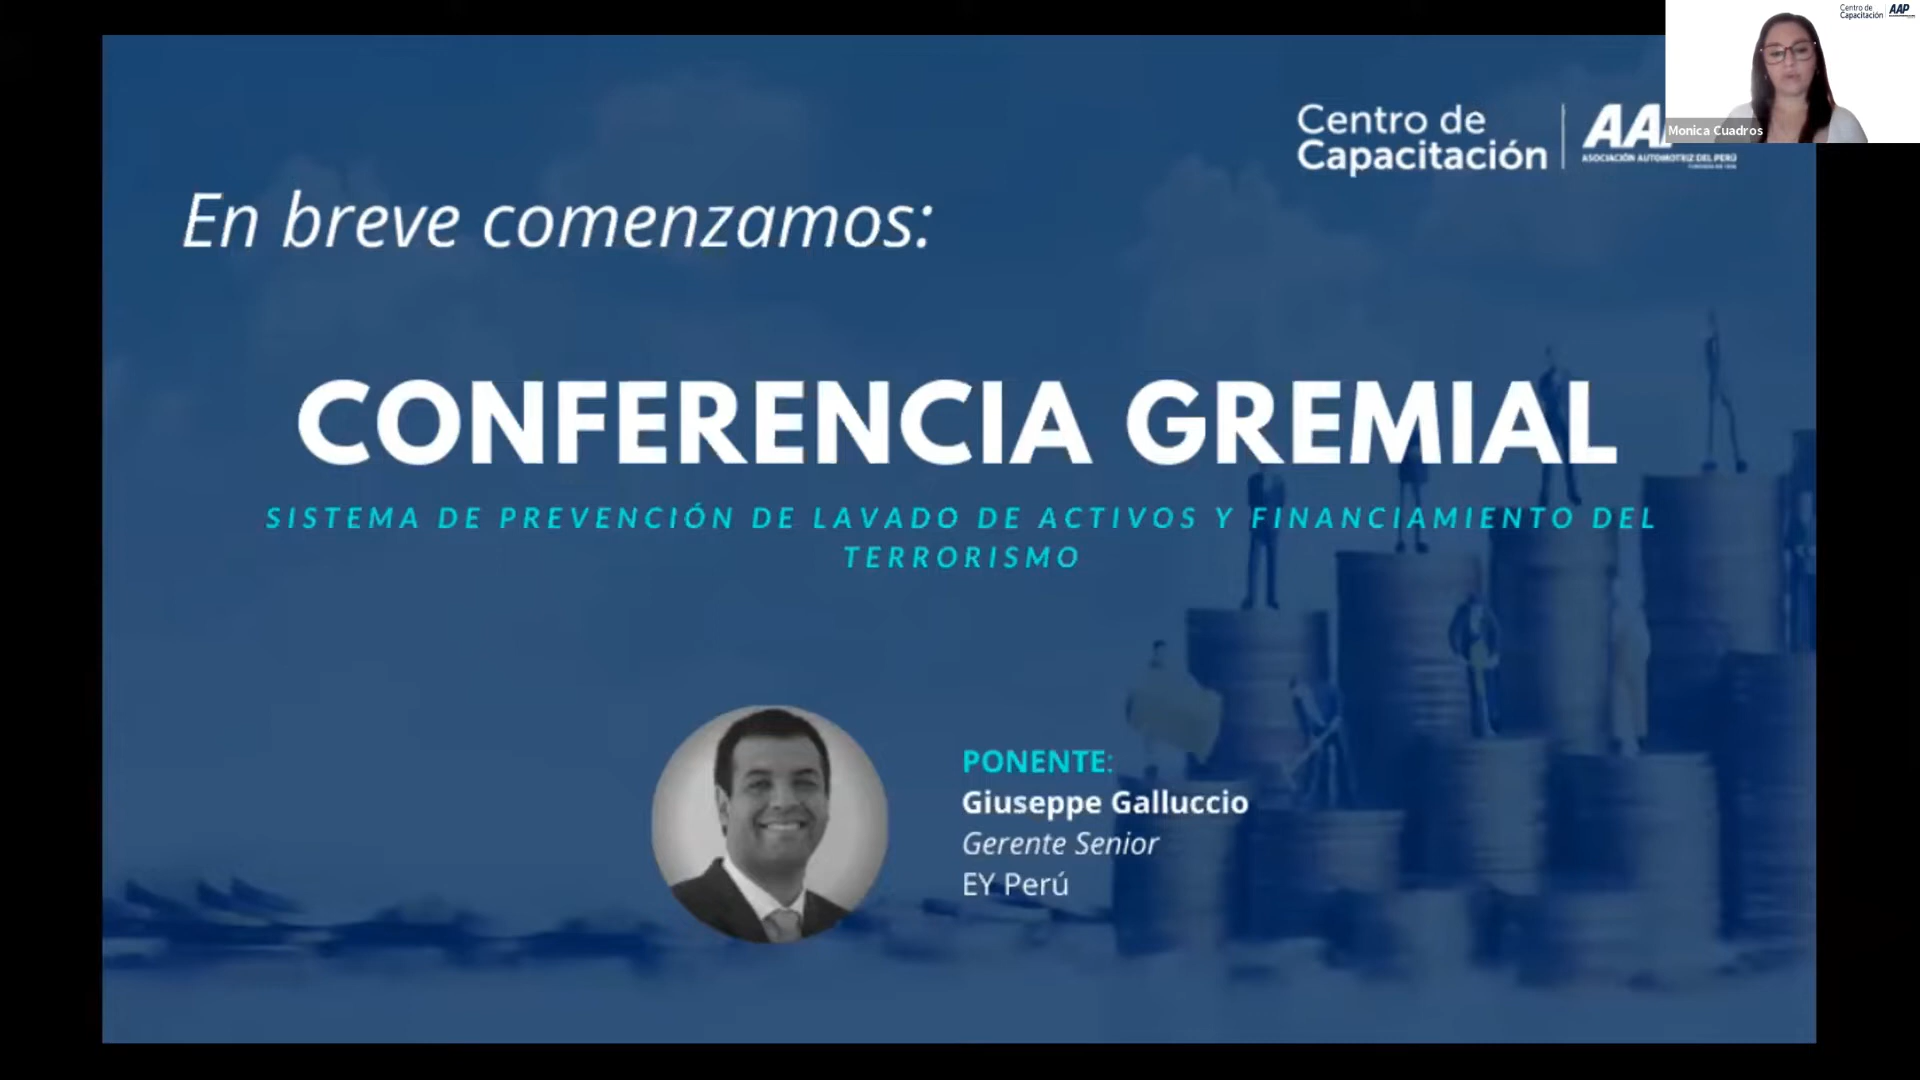 Centro de
Capacitación
AAP
Monica Cuadros
Centro de
Capacitación
AA
ASOCIACIÓN AUTOMOTRIZ DEL PERÚ
En breve comenzamos:
CONFERENCIA GREMIAL
SISTEMA DE PREVENCIÓN DE LAVADO DE ACTIVOS Y FINANCIAMIENTO DEL
TERRORISMO
PONENTE:
Giuseppe Galluccio
Gerente Senior
EY Perú